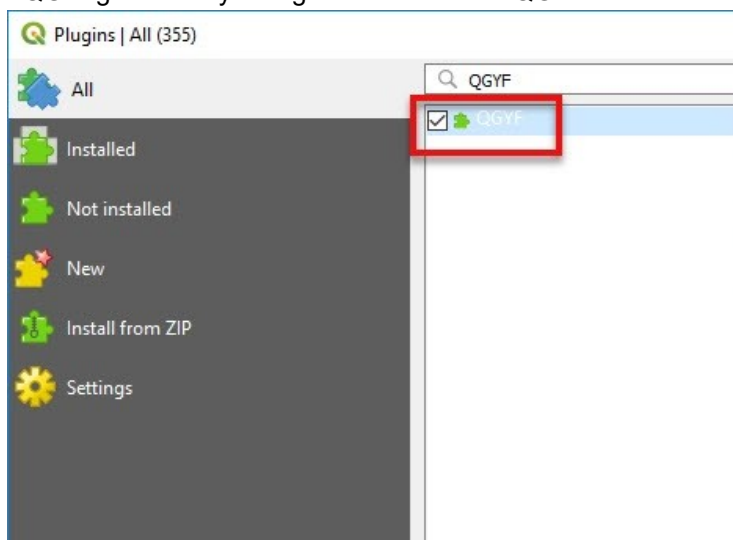 Plugins | All (355)
All
QGYF
QGYF
Installed
Not installed
New
Install from ZIP
Settings